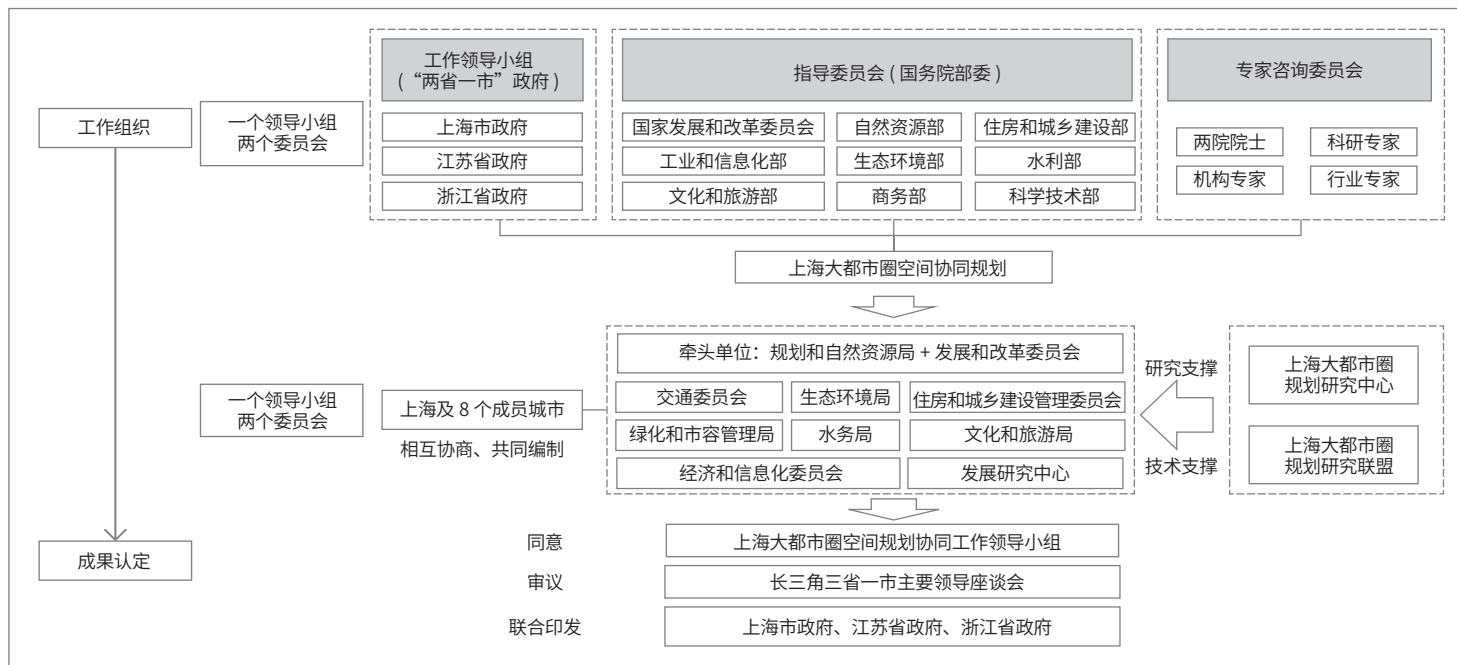 工作领导小组
(“两省一市”政府)
指导委员会(国务院部委)
专家咨询委员会
工作组织
一个领导小组
两个委员会
上海市政府
江苏省政府
浙江省政府
国家发展和改革委员会
自然资源部
住房和城乡建设部
工业和信息化部
生态环境部
水利部
文化和旅游部
商务部
科学技术部
两院院士
科研专家
机构专家
行业专家
上海大都市圈空间协同规划
牵头单位：规划和自然资源局+发展和改革委员会
一个领导小组
两个委员会
上海及8个成员城市
相互协商、共同编制
交通委员会
生态环境局
住房和城乡建设管理委员会
绿化和市容管理局
水务局
文化和旅游局
经济和信息化委员会
发展研究中心
研究支撑
技术支撑
上海大都市圈
规划研究中心
上海大都市圈
规划研究联盟
成果认定
同意
上海大都市圈空间规划协同工作领导小组
审议
长三角三省一市主要领导座谈会
联合印发
上海市政府、江苏省政府、浙江省政府